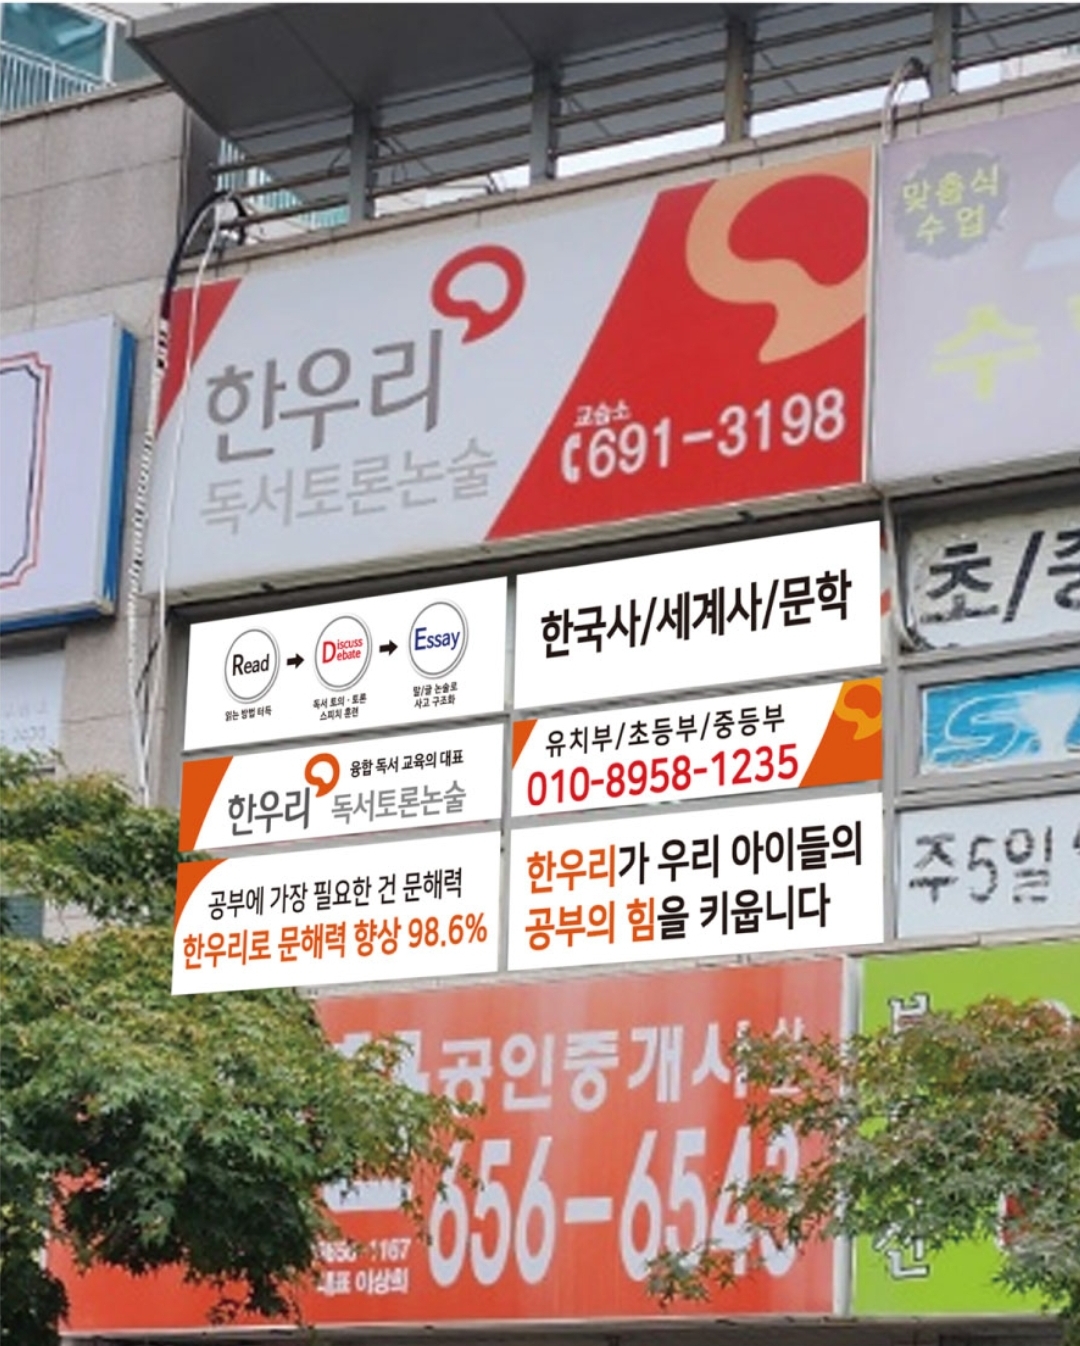 맞춤식
수업
수
한우리
독서토론논술
교습소
691-3198
초/중
Read
Discuss
Debate
Essay
읽는 방법 터득
독서 토의·토론
스피치 훈련
말/글 논술로
사고 구조화
한국사/세계사/문학
융합 독서 교육의 대표
한우리 독서토론논술
유치부/초등부/중등부
010-8958-1235
공부에 가장 필요한 건 문해력
한우리로 문해력 향상 98.6%
한우리가 우리 아이들의
공부의 힘을 키웁니다
주5일
공인중개사
656-6543
대표 이상희